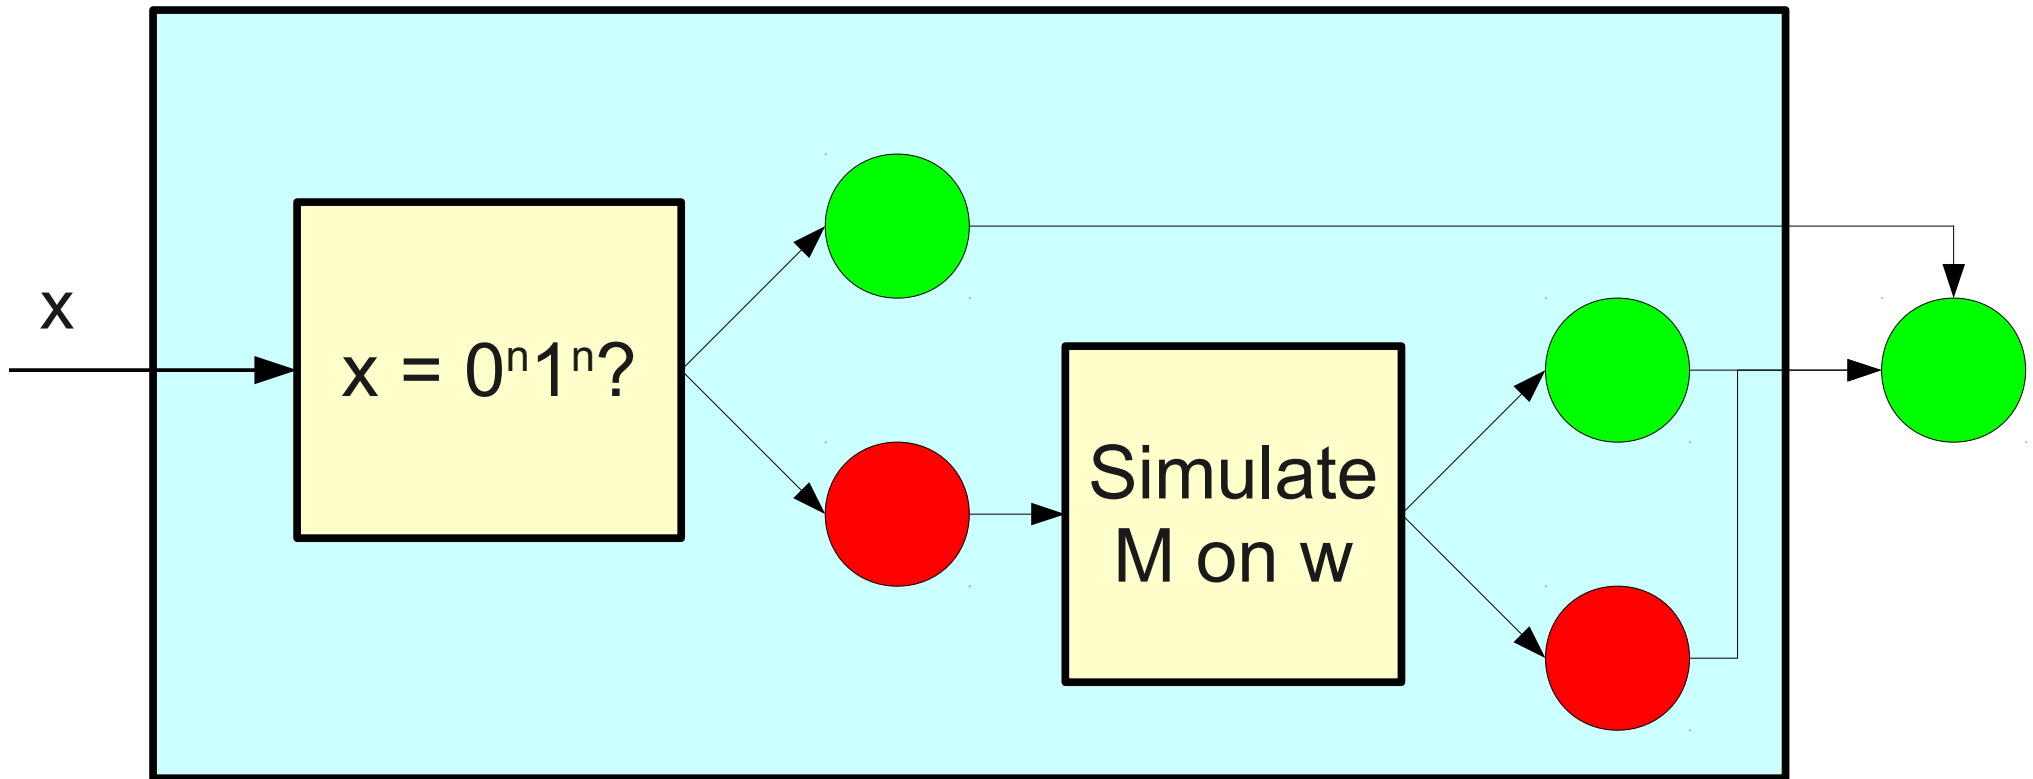 x
x = 0ⁿ1ⁿ?
Simulate
M on w